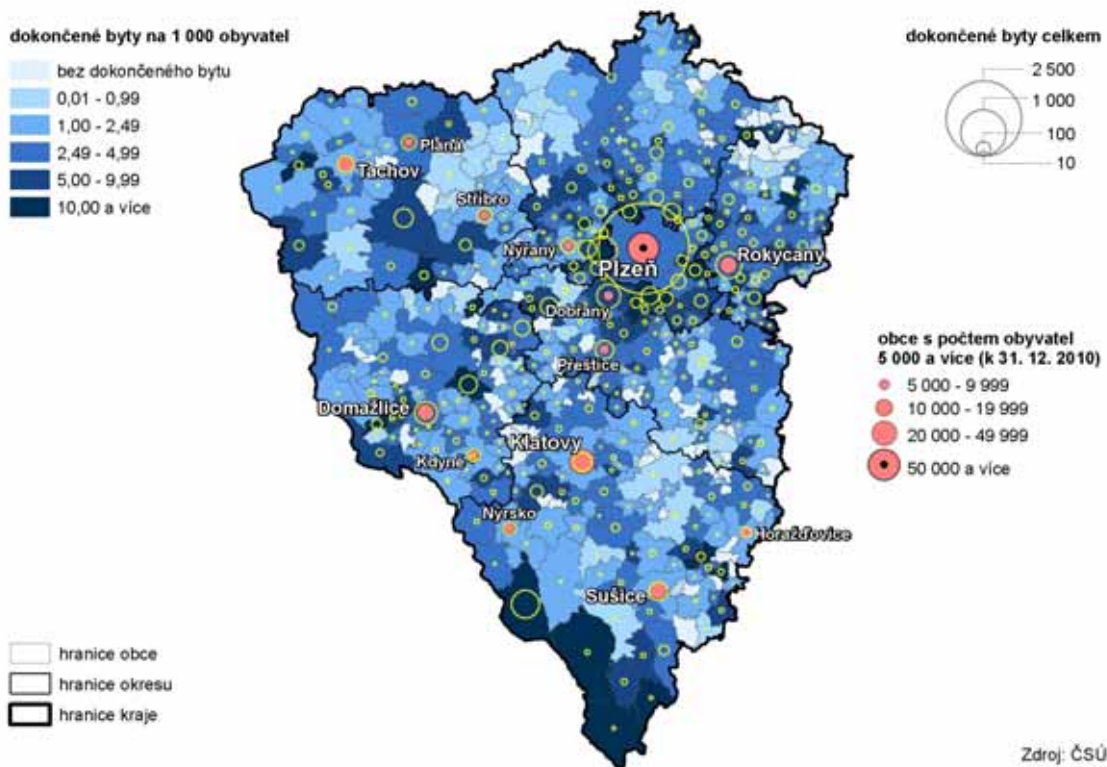 dokončené byty na 1 000 obyvatel
bez dokončeného bytu
0,01 - 0,99
1,00 - 2,49
2,49 - 4,99
5,00 - 9,99
10,00 a více
dokončené byty celkem
2 500
1 000
100
10
Planá
Tachov
Stříbro
Nýřany
Plzeň
Rokycany
Dobřany
Přeštice
Domažlice
Klatovy
Kdyně
Nýrsko
Horažďovice
Sušice
obce s počtem obyvatel
5 000 a více (k 31. 12. 2010)
5 000 - 9 999
10 000 - 19 999
20 000 - 49 999
50 000 a více
hranice obce
hranice okresu
hranice kraje
Zdroj: ČSÚ